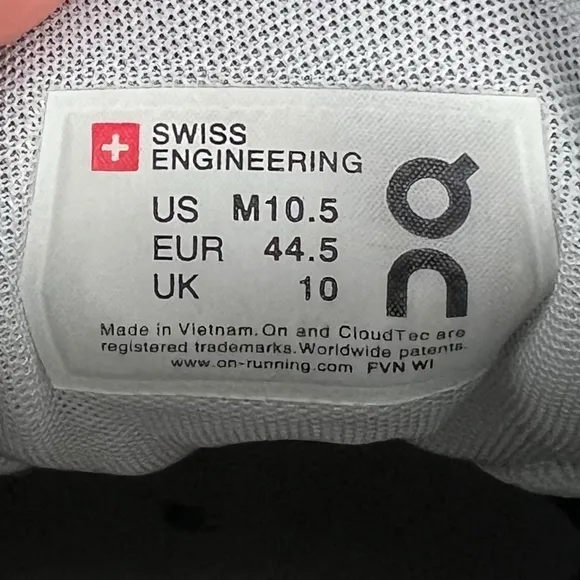 SWISS
ENGINEERING
US M10.5
EUR 44.5
UK 10
Made in Vietnam. On and CloudTec are
registered trademarks. Worldwide patents.
www.on-running.com PVN WI